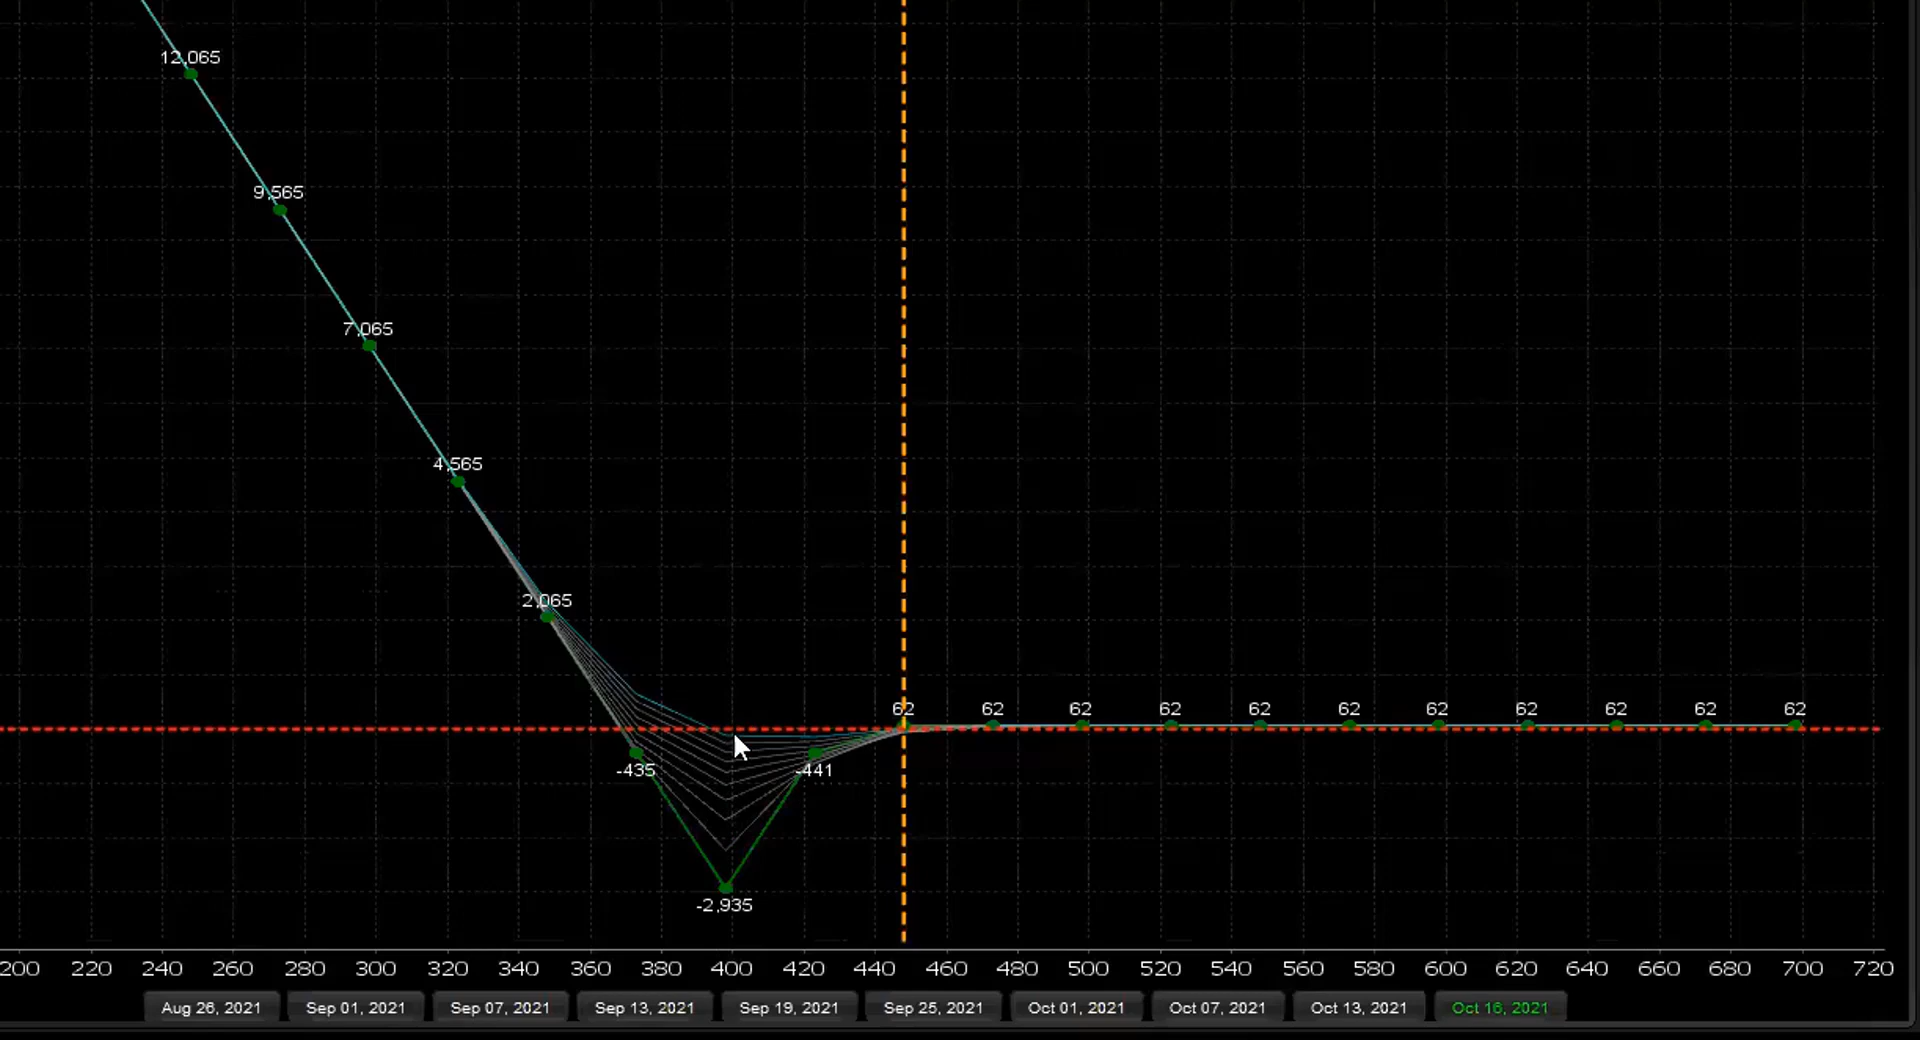 12,065
9,565
7,065
4,565
2,065
62 62 62 62 62 62 62 62 62 62 62
-435 -441
-2,935
200 220 240 260 280 300 320 340 360 380 400 420 440 460 480 500 520 540 560 580 600 620 640 660 680 700 720
Aug 26, 2021 Sep 01, 2021 Sep 07, 2021 Sep 13, 2021 Sep 19, 2021 Sep 25, 2021 Oct 01, 2021 Oct 07, 2021 Oct 13, 2021 Oct 16, 2021